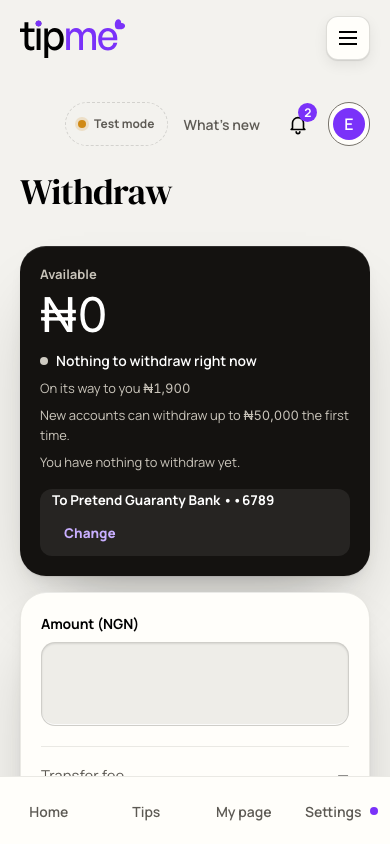 tipme
Test mode
What's new
2
E
Withdraw
Available
₦0
Nothing to withdraw right now
On its way to you ₦1,900
New accounts can withdraw up to ₦50,000 the first
time.
You have nothing to withdraw yet.
To Pretend Guaranty Bank ••6789
Change
Amount (NGN)
Transfer fee
Home
Tips
My page
Settings